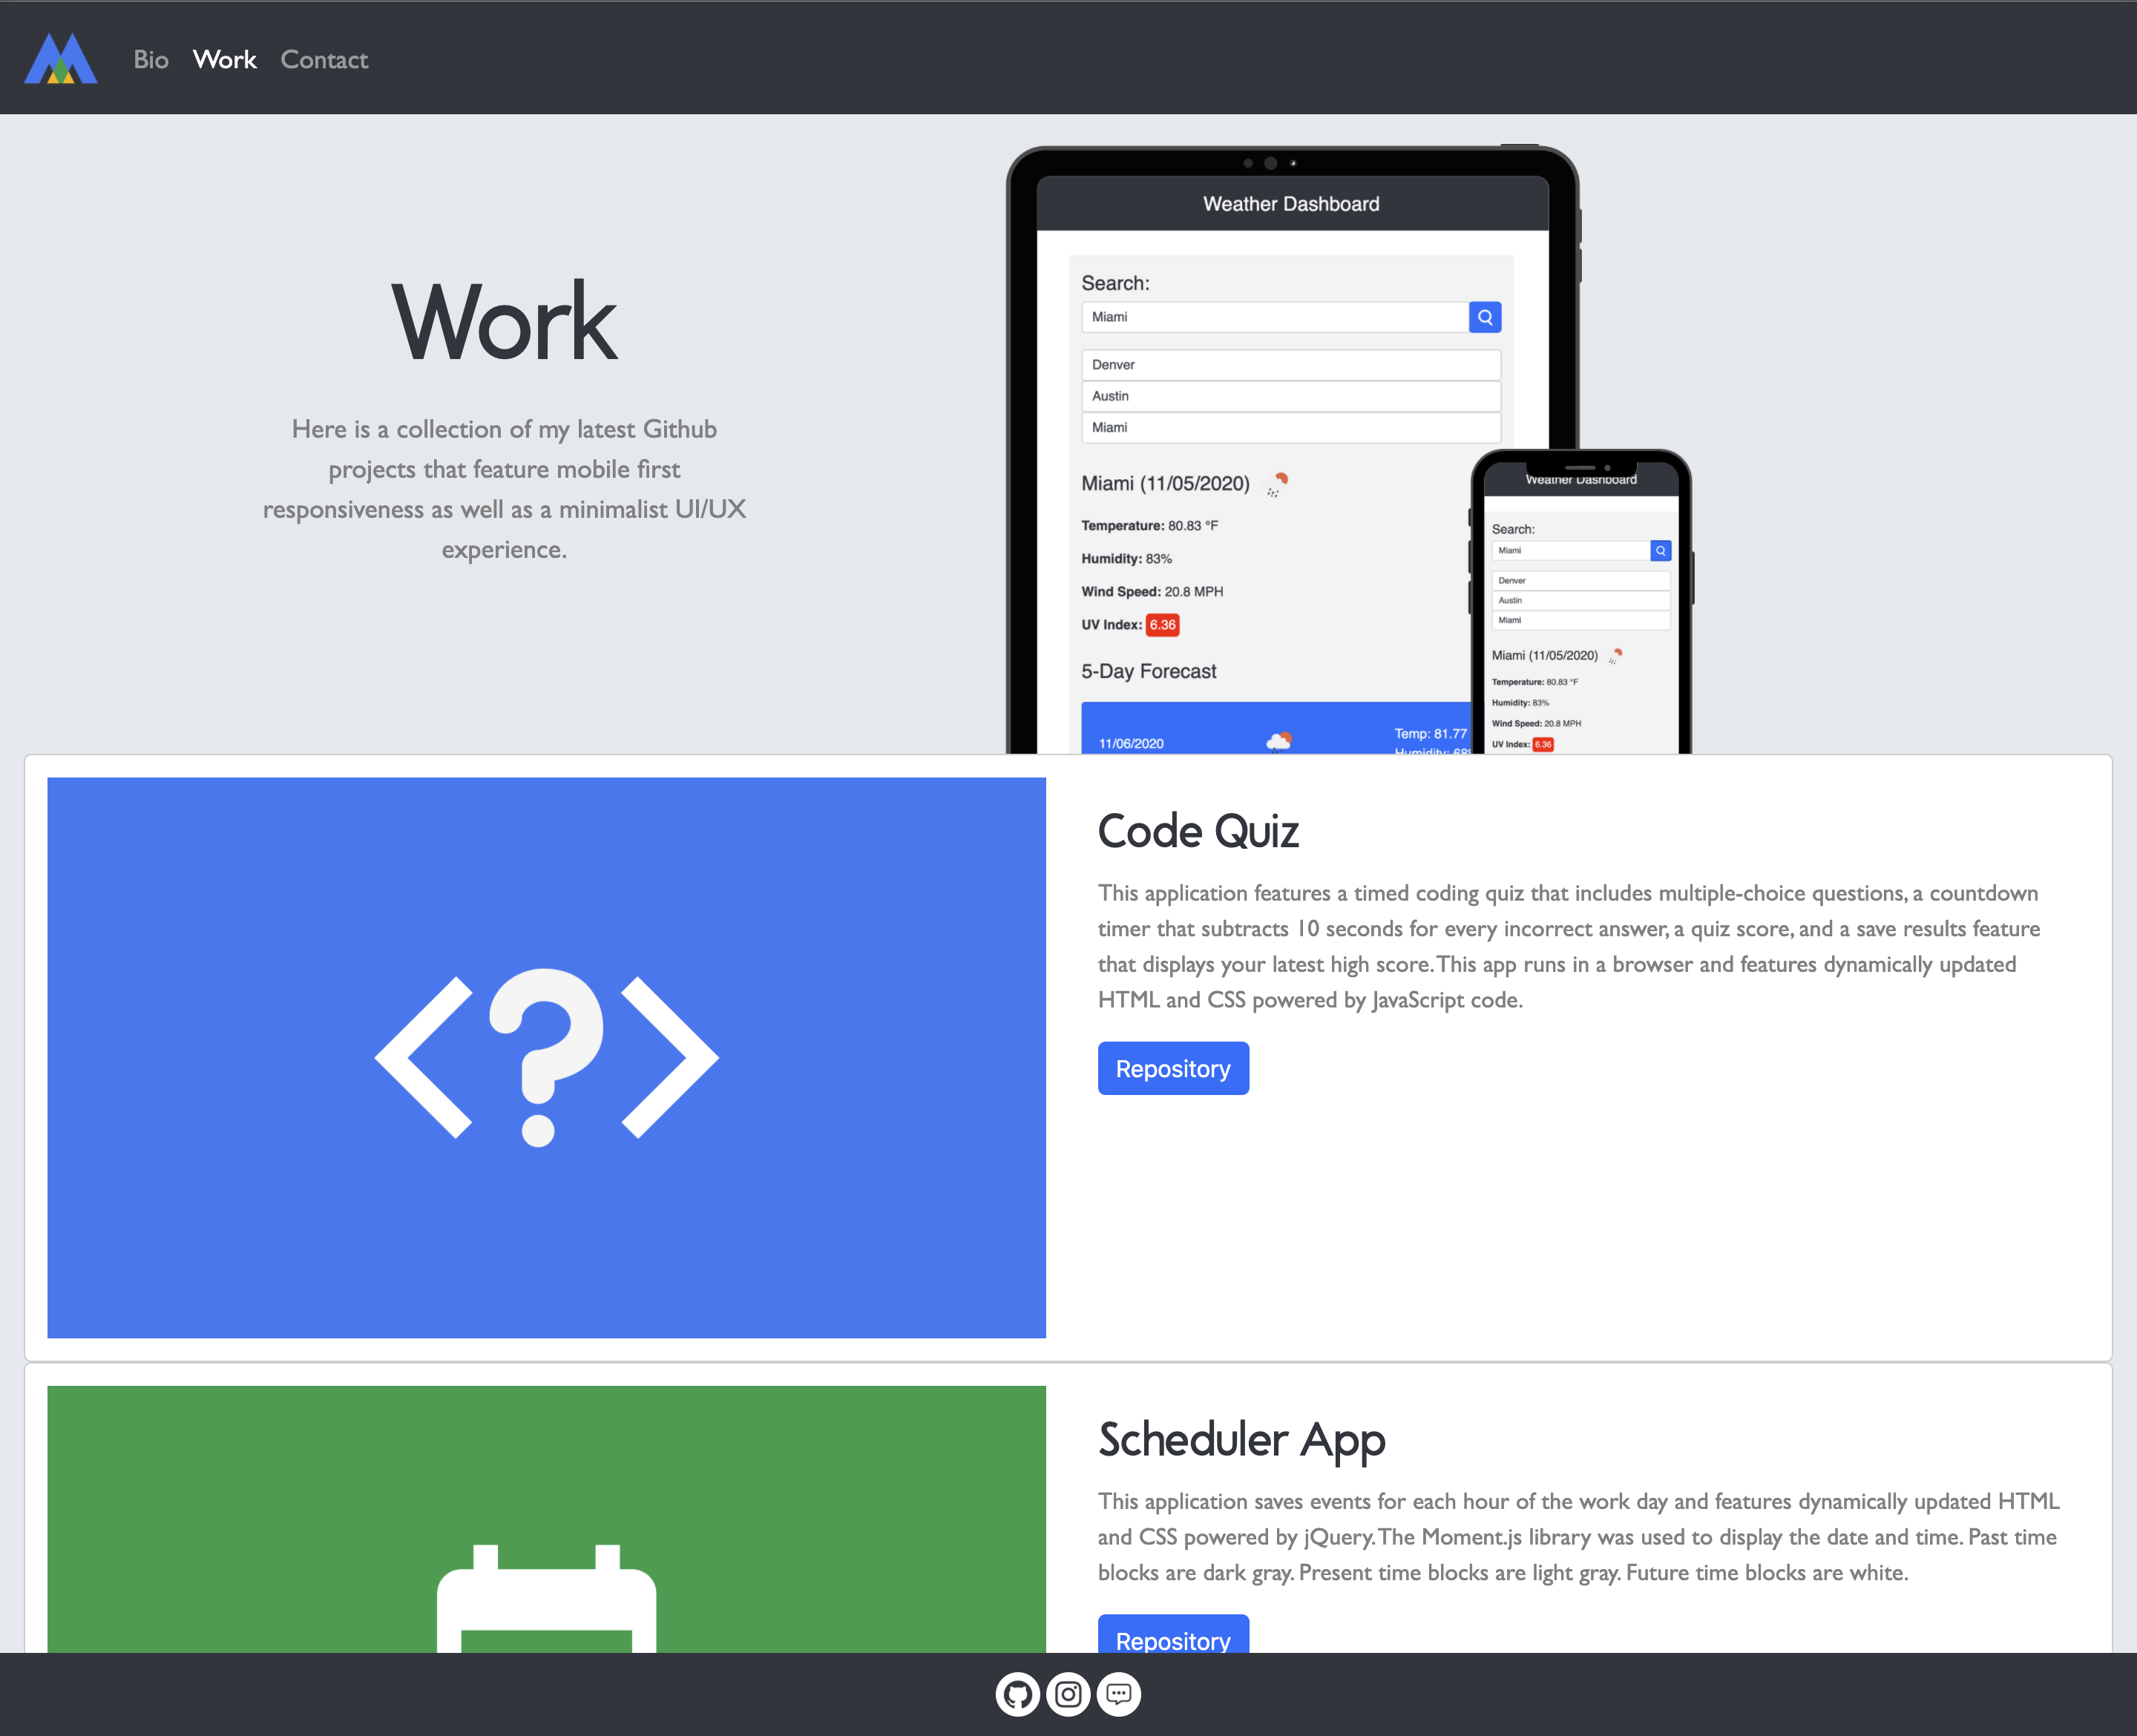 Bio Work Contact
Work
Here is a collection of my latest Github
projects that feature mobile first
responsiveness as well as a minimalist UI/UX
experience.
Weather Dashboard
Search:
Miami
Denver
Austin
Miami
Miami (11/05/2020)
Temperature: 80.83 °F
Humidity: 83%
Wind Speed: 20.8 MPH
UV Index: 6.36
5-Day Forecast
11/06/2020
Temp: 81.77
Humidity: 68
Weather Dashboard
Search:
Miami
Denver
Austin
Miami
Miami (11/05/2020)
Temperature: 80.83 °F
Humidity: 83%
Wind Speed: 20.8 MPH
UV Index: 6.36
Code Quiz
This application features a timed coding quiz that includes multiple-choice questions, a countdown
timer that subtracts 10 seconds for every incorrect answer, a quiz score, and a save results feature
that displays your latest high score. This app runs in a browser and features dynamically updated
HTML and CSS powered by JavaScript code.
Repository
Scheduler App
This application saves events for each hour of the work day and features dynamically updated HTML
and CSS powered by jQuery. The Moment.js library was used to display the date and time. Past time
blocks are dark gray. Present time blocks are light gray. Future time blocks are white.
Repository